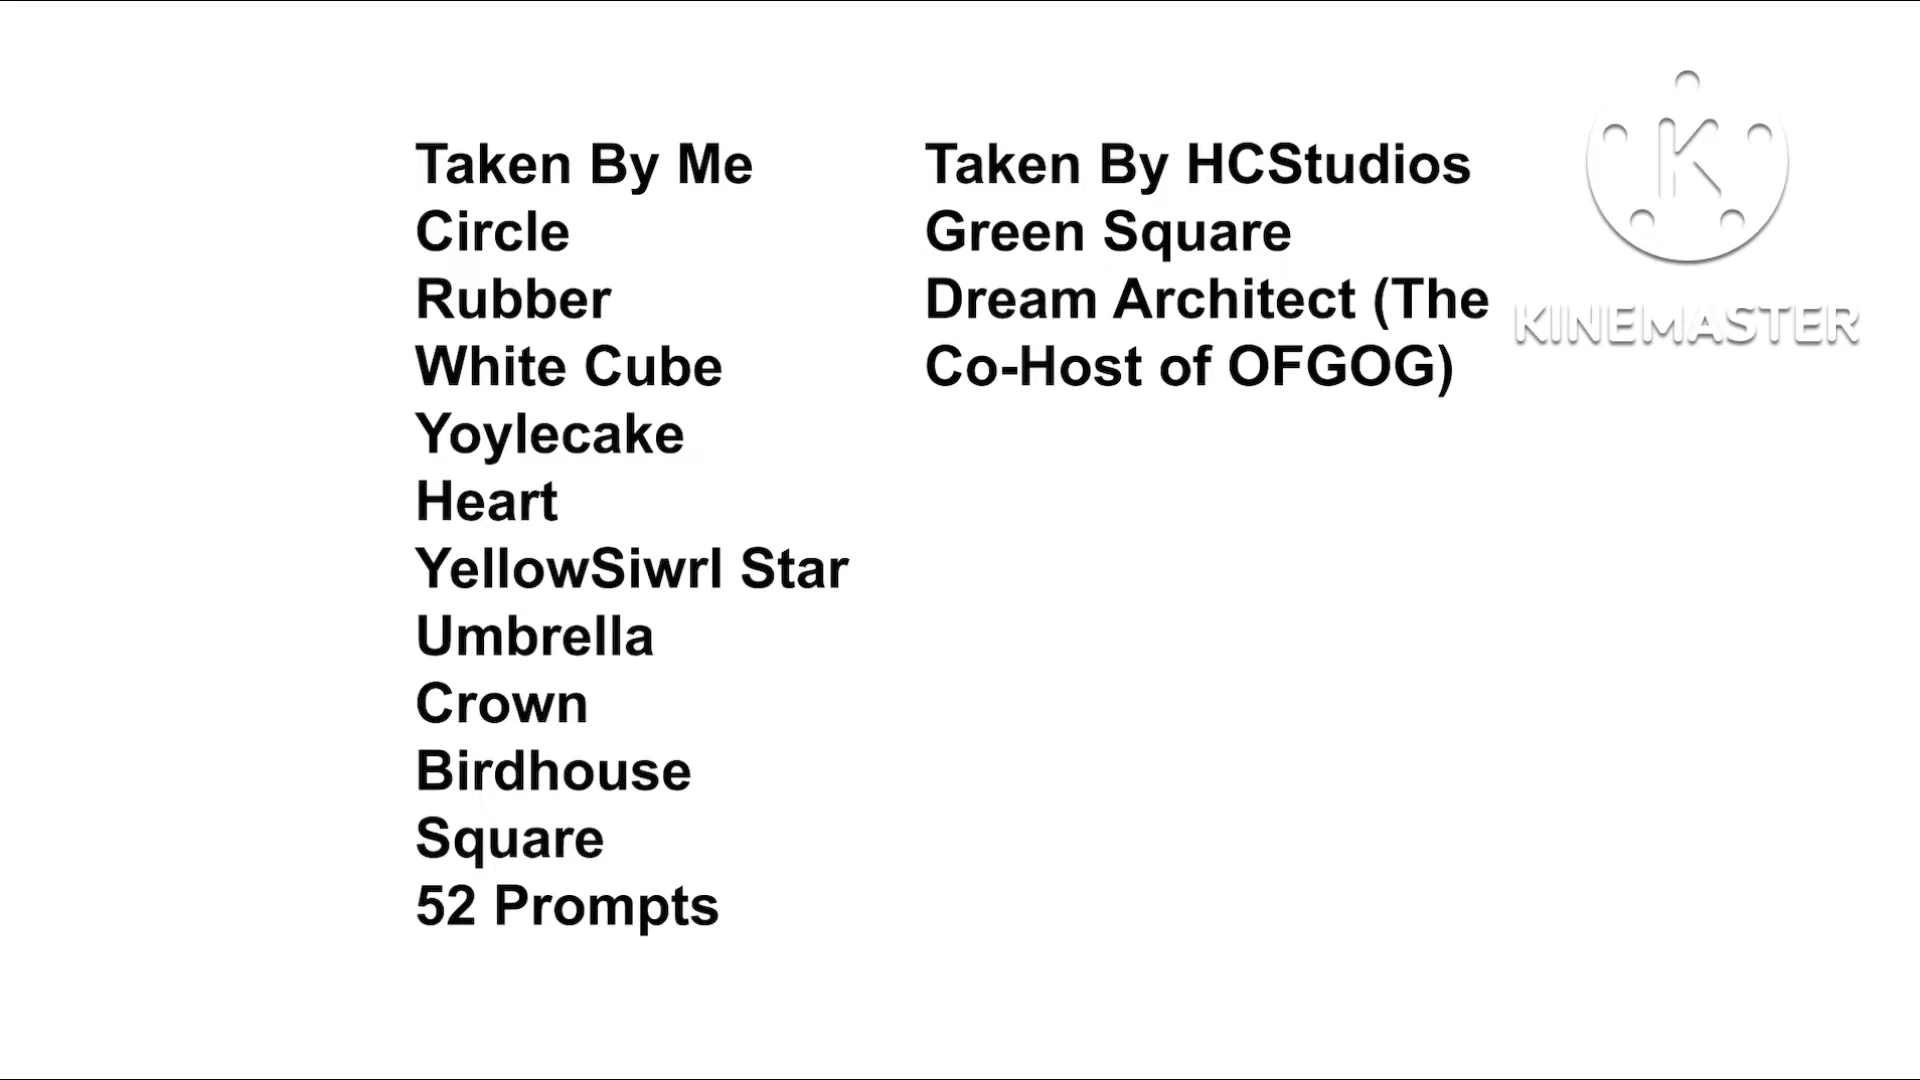 Taken By Me
Circle
Rubber
White Cube
Yoylecake
Heart
YellowSiwrl Star
Umbrella
Crown
Birdhouse
Square
52 Prompts
Taken By HCStudios
Green Square
Dream Architect (The
Co-Host of OFGOG)
K
KINEMASTER